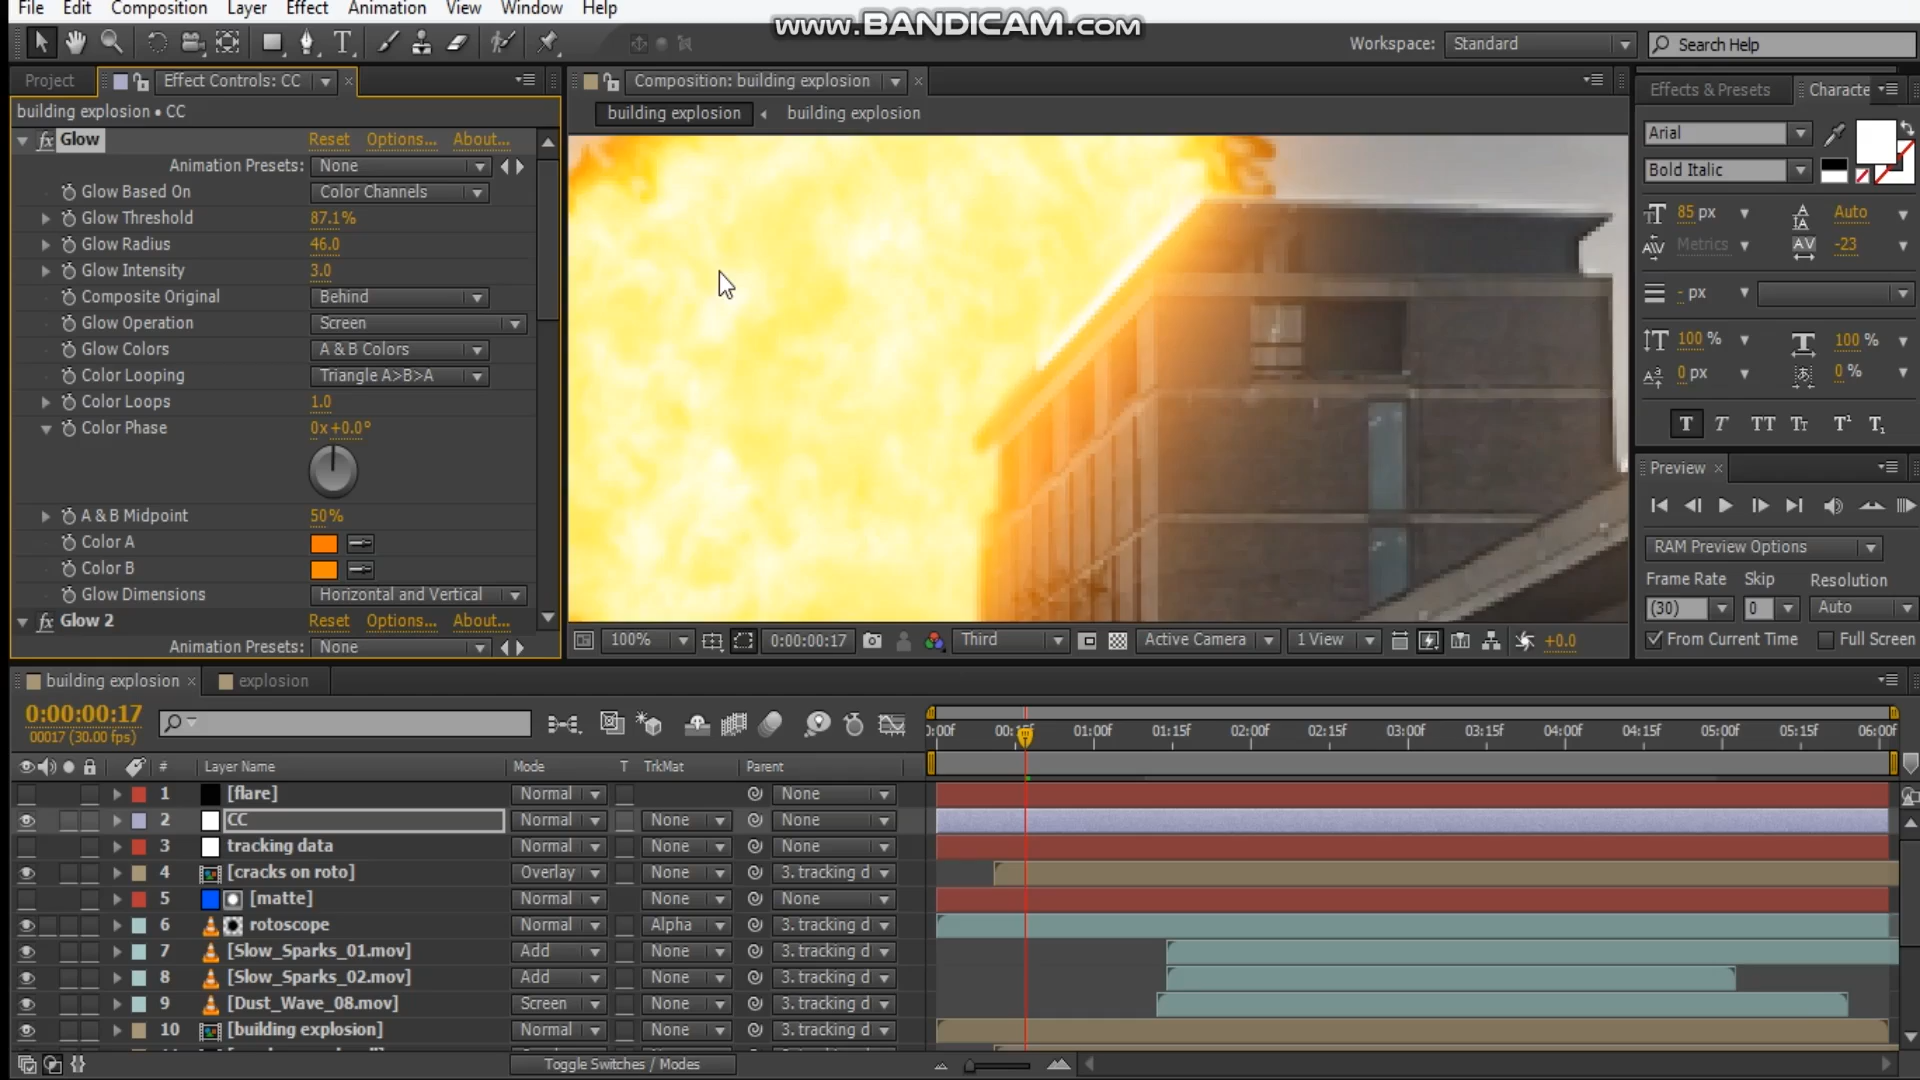 File Edit Composition Layer Effect Animation View Window Help
www.BANDICAM.com
Workspace: Standard
Search Help
Project
Effect Controls: CC
Composition: building explosion
Effects & Presets
Characte
building explosion • CC
building explosion
building explosion
fx Glow Reset Options... About...
Animation Presets: None
Glow Based On Color Channels
Glow Threshold 87.1%
Glow Radius 46.0
Glow Intensity 3.0
Composite Original Behind
Glow Operation Screen
Glow Colors A & B Colors
Color Looping Triangle A>B>A
Color Loops 1.0
Color Phase 0x+0.0°
A & B Midpoint 50%
Color A
Color B
Glow Dimensions Horizontal and Vertical
fx Glow 2 Reset Options... About...
Animation Presets: None
100% 0:00:00:17 Third Active Camera 1 View +0.0
Arial
Bold Italic
85 px Auto
Metrics -23
- px
100 % 100 %
0 px 0 %
T T TT Tr T¹ T₁
Preview
RAM Preview Options
Frame Rate Skip Resolution
(30) 0 Auto
From Current Time Full Screen
building explosion
explosion
0:00:00:17
00017 (30.00 fps)
):00f 00:15f 01:00f 01:15f 02:00f 02:15f 03:00f 03:15f 04:00f 04:15f 05:00f 05:15f 06:00f
# Layer Name Mode T TrkMat Parent
1 [flare] Normal None
2 CC Normal None None
3 tracking data Normal None None
4 [cracks on roto] Overlay None 3. tracking d
5 [matte] Normal None None
6 rotoscope Normal Alpha 3. tracking d
7 [Slow_Sparks_01.mov] Add None 3. tracking d
8 [Slow_Sparks_02.mov] Add None 3. tracking d
9 [Dust_Wave_08.mov] Screen None 3. tracking d
10 [building explosion] Normal None 3. tracking d
Toggle Switches / Modes